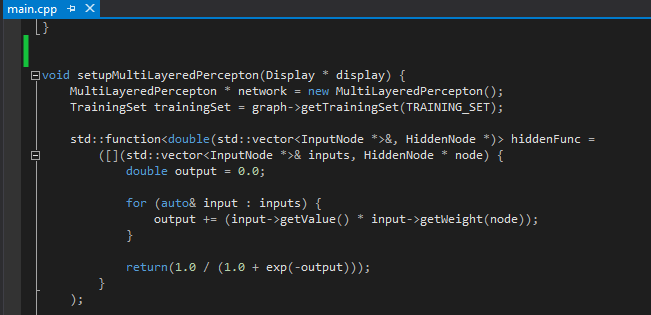 main.cpp
}
void setupMultiLayeredPercepton(Display * display) {
MultiLayeredPercepton * network = new MultiLayeredPercepton();
TrainingSet trainingSet = graph->getTrainingSet(TRAINING_SET);
std::function<double(std::vector<InputNode *>&, HiddenNode *)> hiddenFunc =
([](std::vector<InputNode *>& inputs, HiddenNode * node) {
double output = 0.0;
for (auto& input : inputs) {
output += (input->getValue() * input->getWeight(node));
}
return(1.0 / (1.0 + exp(-output)));
}
);